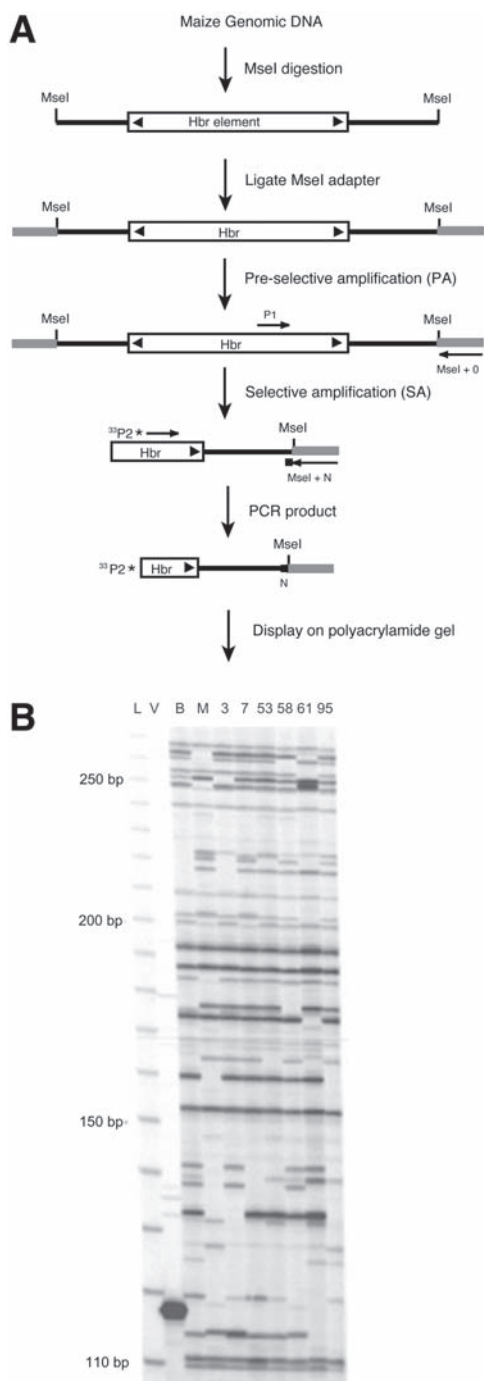 A
Maize Genomic DNA
MseI digestion
MseI MseI
Hbr element
Ligate MseI adapter
MseI MseI
Hbr
Pre-selective amplification (PA)
P1 MseI
Hbr
MseI + 0
Selective amplification (SA)
³³P2 * MseI
Hbr
MseI + N
PCR product
MseI
³³P2 * Hbr
N
Display on polyacrylamide gel
B
L V B M 3 7 53 58 61 95
250 bp
200 bp
150 bp
110 bp